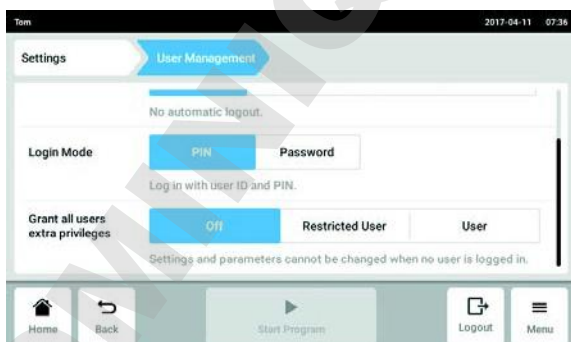 Tom 2017-04-11 07:36
Settings User Management
No automatic logout.
Login Mode PIN Password
Log in with user ID and PIN.
Grant all users
extra privileges Off Restricted User User
Settings and parameters cannot be changed when no user is logged in.
Home Back Start Program Logout Menu